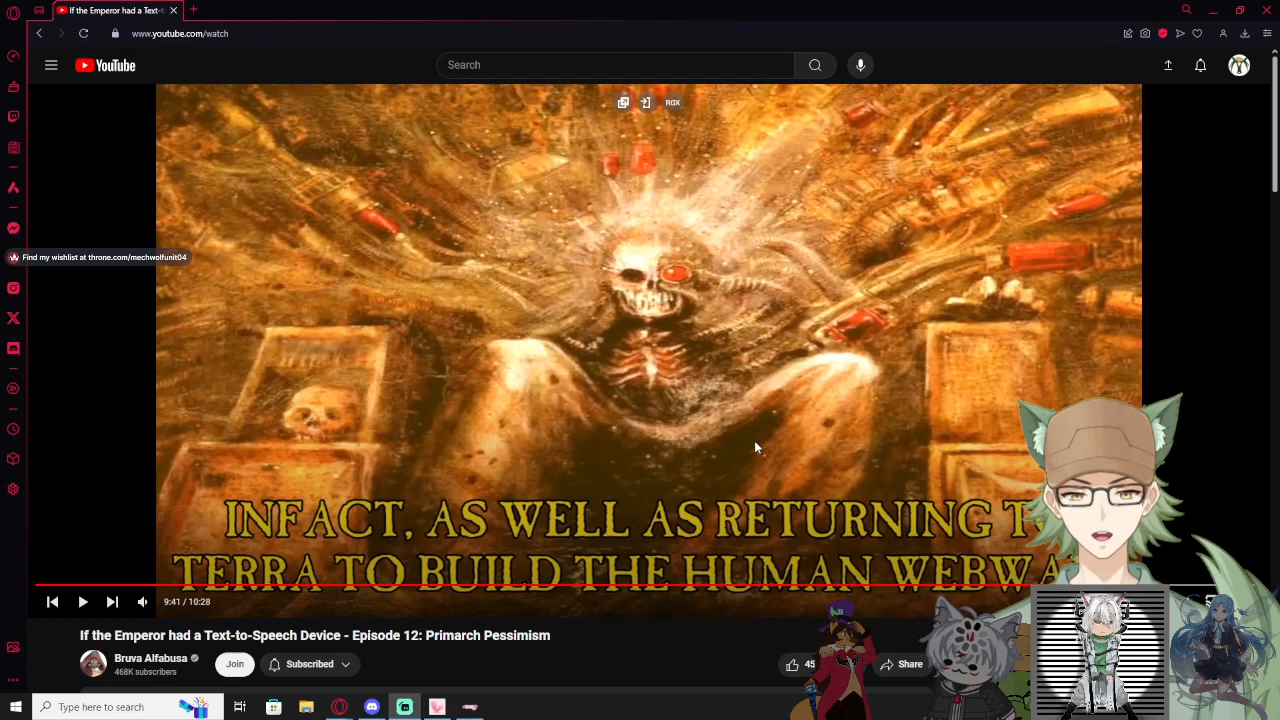 If the Emperor had a Text-t
www.youtube.com/watch
YouTube
Search
RGX
Find my wishlist at throne.com/mechwolfunit04
INFACT, AS WELL AS RETURNING
TERRA TO BUILD THE HUMAN WEBWA
9:41 / 10:28
If the Emperor had a Text-to-Speech Device - Episode 12: Primarch Pessimism
Bruva Alfabusa
468K subscribers
Join
Subscribed
45
Share
Type here to search